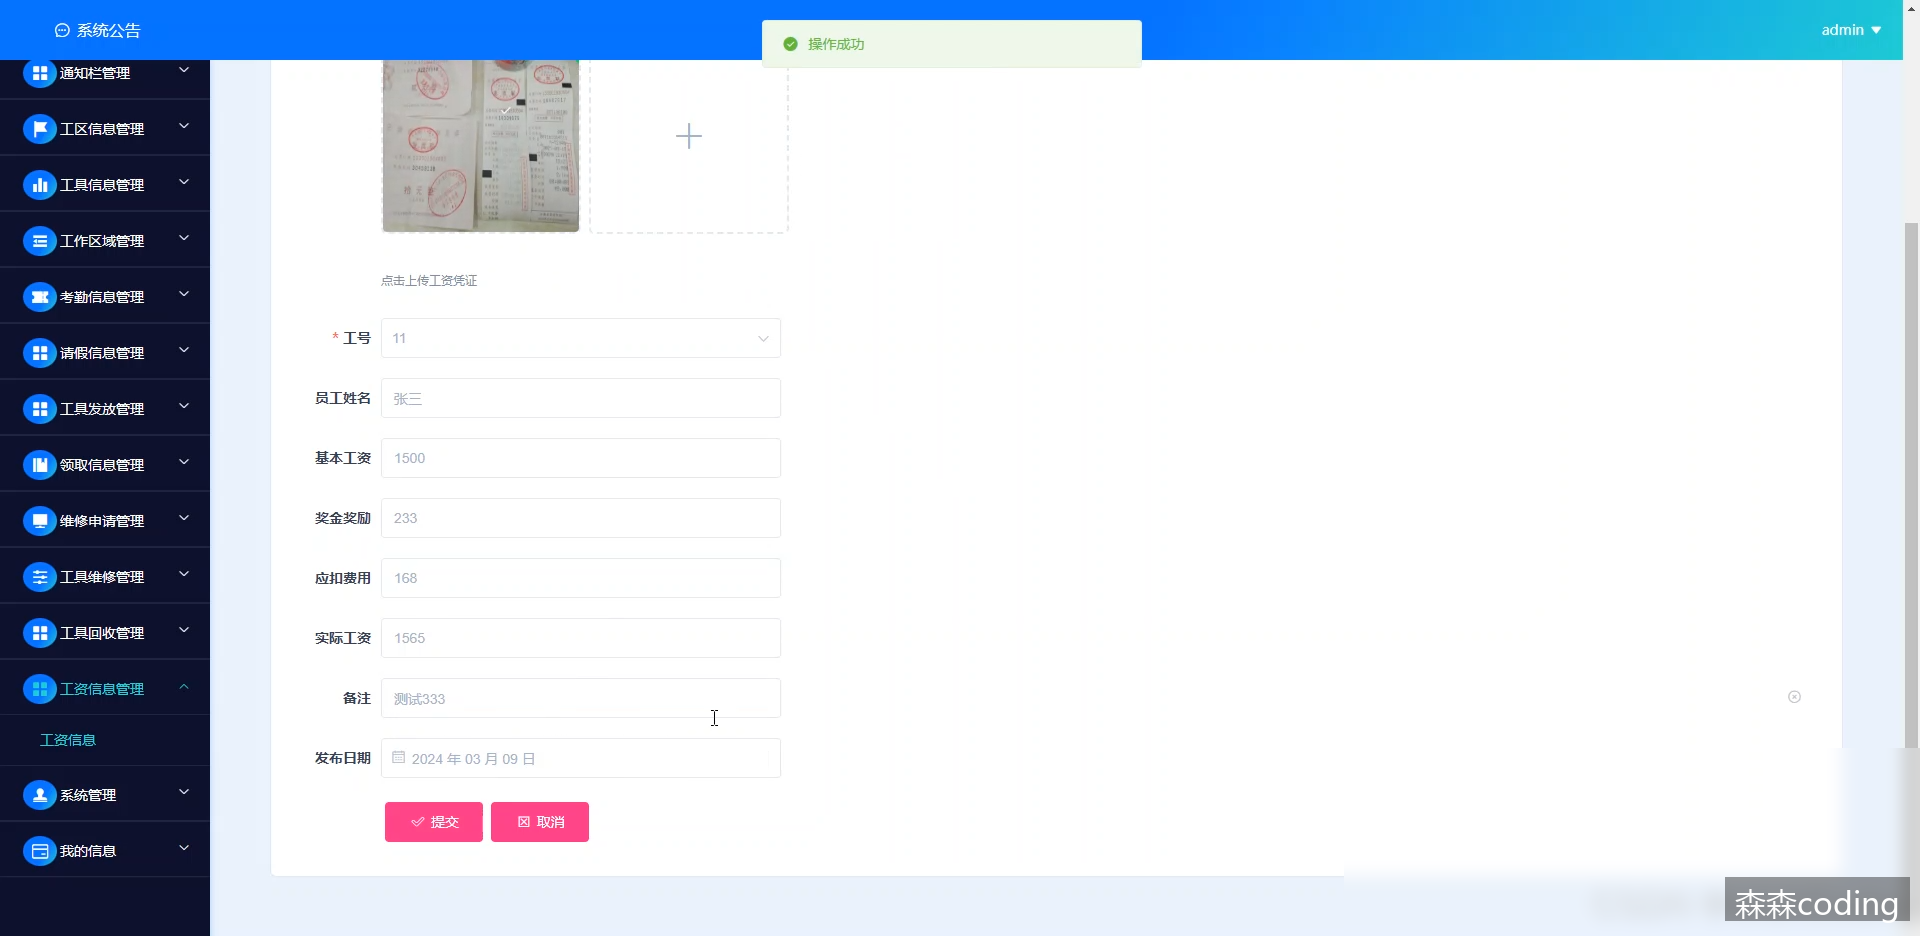 系统公告
操作成功
admin
通知栏管理
工区信息管理
工具信息管理
工作区域管理
考勤信息管理
请假信息管理
工具发放管理
领取信息管理
维修申请管理
工具维修管理
工具回收管理
工资信息管理
工资信息
系统管理
我的信息
点击上传工资凭证
* 工号 11
员工姓名 张三
基本工资 1500
奖金奖励 233
应扣费用 168
实际工资 1565
备注 测试333
发布日期 2024 年 03 月 09 日
提交 取消
森森coding